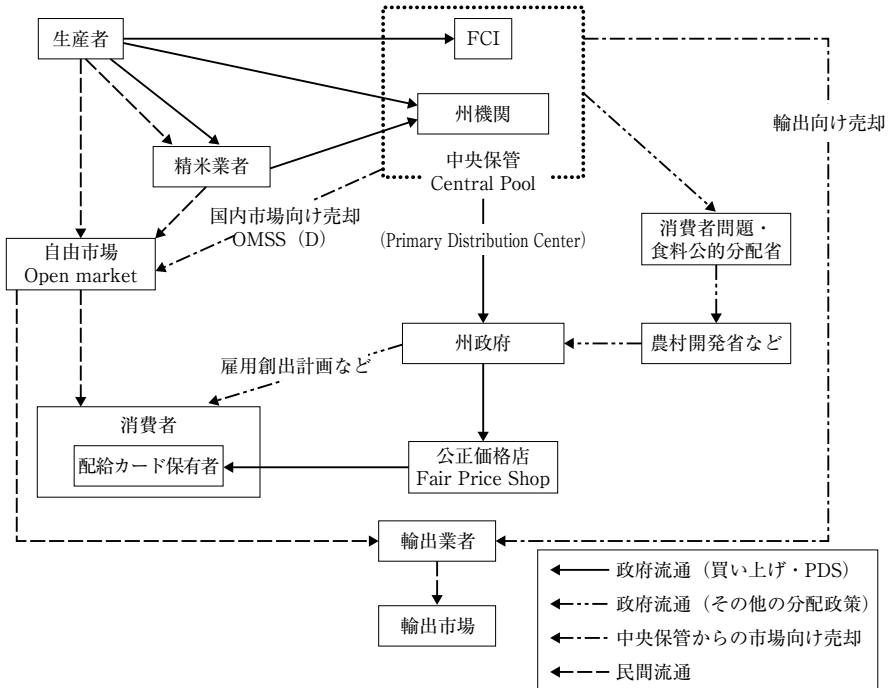 生産者
FCI
州機関
輸出向け売却
精米業者
中央保管
Central Pool
国内市場向け売却
OMSS（D）
(Primary Distribution Center)
消費者問題・
食料公的分配省
自由市場
Open market
州政府
農村開発省など
雇用創出計画など
消費者
配給カード保有者
公正価格店
Fair Price Shop
輸出業者
輸出市場
政府流通（買い上げ・PDS）
政府流通（その他の分配政策）
中央保管からの市場向け売却
民間流通